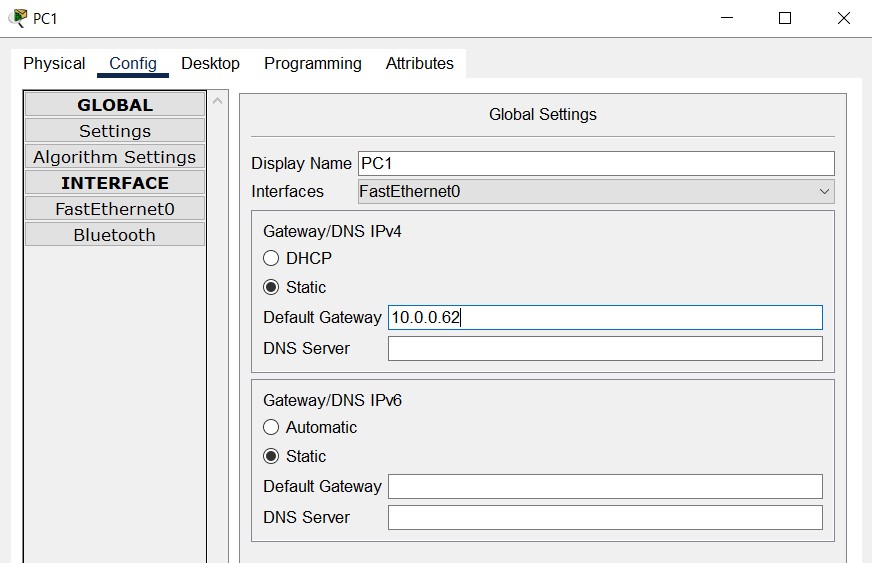 PC1
Physical Config Desktop Programming Attributes
GLOBAL
Settings
Algorithm Settings
INTERFACE
FastEthernet0
Bluetooth
Global Settings
Display Name PC1
Interfaces FastEthernet0
Gateway/DNS IPv4
DHCP
Static
Default Gateway 10.0.0.62
DNS Server
Gateway/DNS IPv6
Automatic
Static
Default Gateway
DNS Server